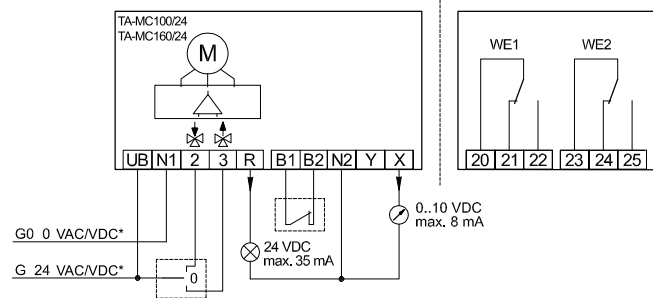 TA-MC100/24
TA-MC160/24
M
WE1 WE2
UB N1 2 3 R B1 B2 N2 Y X
20 21 22 23 24 25
0..10 VDC
max. 8 mA
G0 0 VAC/VDC*
24 VDC
max. 35 mA
G 24 VAC/VDC*
0